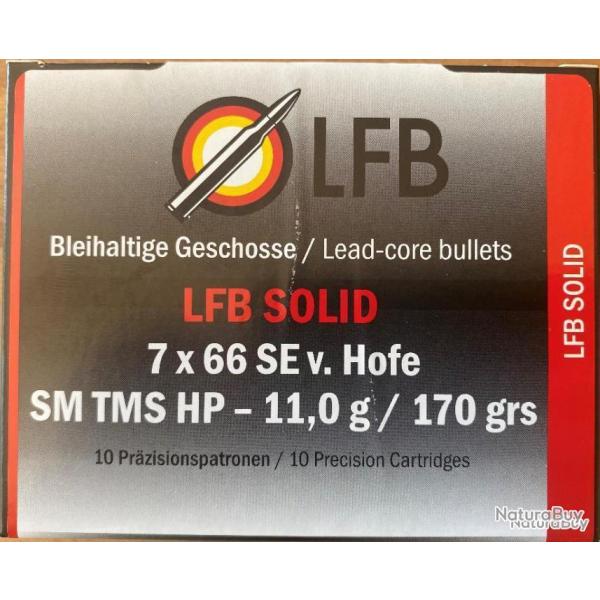 LFB
Bleihaltige Geschosse / Lead-core bullets
LFB SOLID
7 x 66 SE v. Hofe
SM TMS HP – 11,0 g / 170 grs
10 Präzisionspatronen / 10 Precision Cartridges
LFB SOLID
NaturaBuy
NaturaBuy